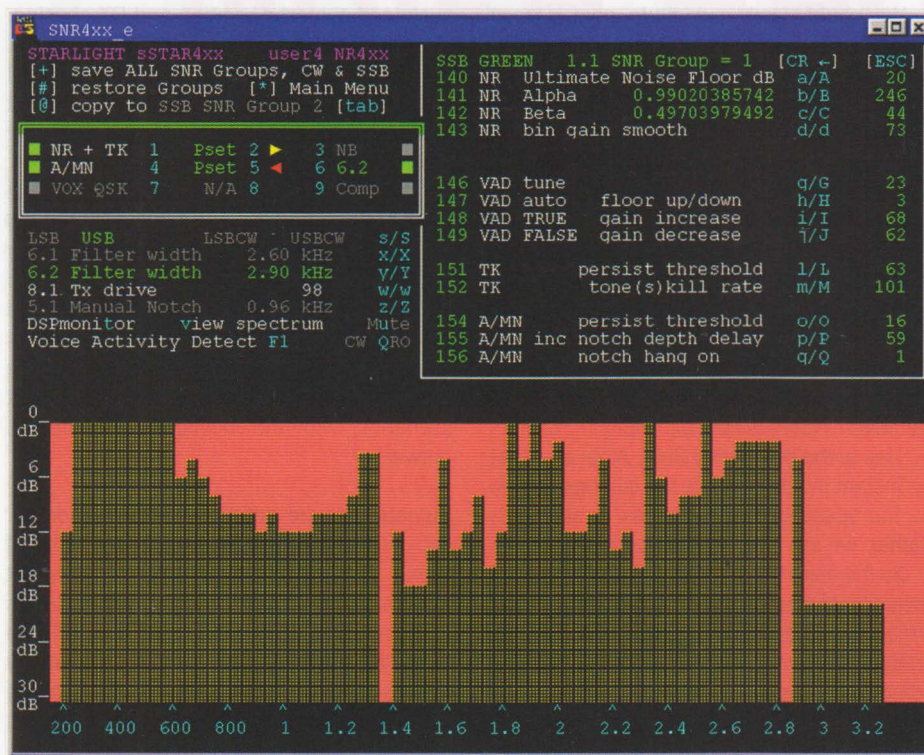 SNR4xx_e
STARLIGHT sSTAR4xx user4 NR4xx
[+] save ALL SNR Groups, CW & SSB
[#] restore Groups [*] Main Menu
[@] copy to SSB SNR Group 2 [tab]
NR + TK 1 Pset 2 3 NB
A/MN 4 Pset 5 6 6.2
VOX QSK 7 N/A 8 9 Comp
LSB USB LSBCW USBCW s/S
6.1 Filter width 2.60 kHz x/X
6.2 Filter width 2.90 kHz y/Y
8.1 Tx drive 98 w/W
5.1 Manual Notch 0.96 kHz z/Z
DSPmonitor view spectrum Mute
Voice Activity Detect F1 CW QRO
SSB GREEN 1.1 SNR Group = 1 [CR ←] [ESC]
140 NR Ultimate Noise Floor dB a/A 20
141 NR Alpha 0.99020385742 b/B 246
142 NR Beta 0.49703979492 c/C 44
143 NR bin gain smooth d/d 73
146 VAD tune g/G 23
147 VAD auto floor up/down h/H 3
148 VAD TRUE gain increase i/I 68
149 VAD FALSE gain decrease j/J 62
151 TK persist threshold l/L 63
152 TK tone(s)kill rate m/M 101
154 A/MN persist threshold o/O 16
155 A/MN inc notch depth delay p/P 59
156 A/MN notch hang on q/Q 1
0
dB
6
dB
12
dB
18
dB
24
dB
30
dB
200 400 600 800 1 1.2 1.4 1.6 1.8 2 2.2 2.4 2.6 2.8 3 3.2